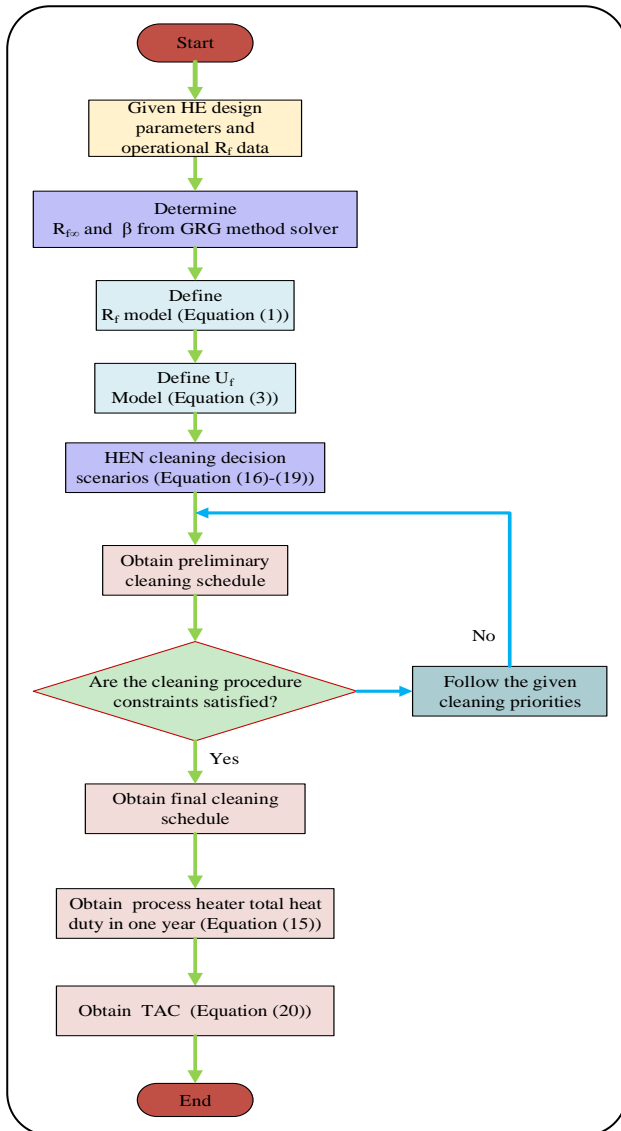 Start
Given HE design
parameters and
operational Rf data
Determine
Rf∞ and β from GRG method solver
Define
Rf model (Equation (1))
Define Uf
Model (Equation (3))
HEN cleaning decision
scenarios (Equation (16)-(19))
Obtain preliminary
cleaning schedule
No
Are the cleaning procedure
constraints satisfied?
Follow the given
cleaning priorities
Yes
Obtain final cleaning
schedule
Obtain process heater total heat
duty in one year (Equation (15))
Obtain TAC (Equation (20))
End